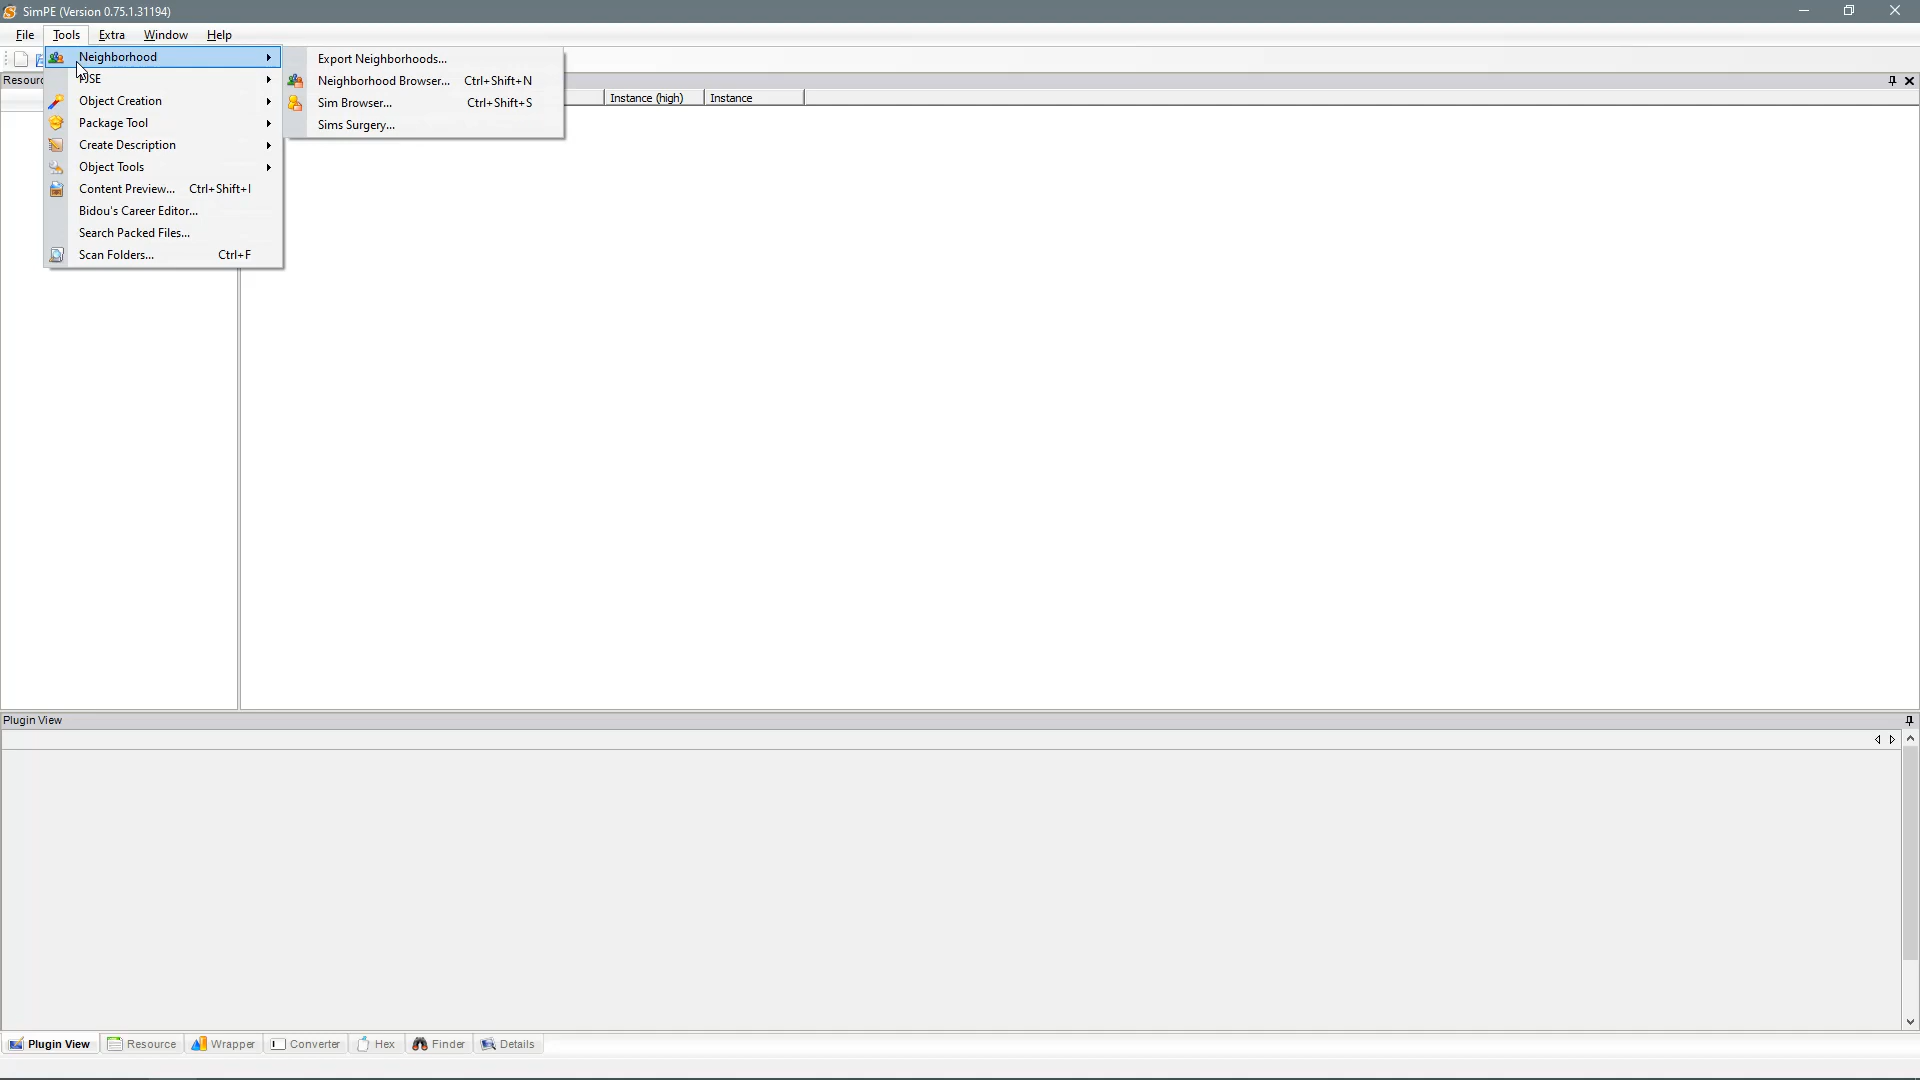 SimPE (Version 0.75.1.31194)
File Tools Extra Window Help
Neighborhood
PJSE
Object Creation
Package Tool
Create Description
Object Tools
Content Preview... Ctrl+Shift+I
Bidou's Career Editor...
Search Packed Files...
Scan Folders... Ctrl+F
Export Neighborhoods...
Neighborhood Browser... Ctrl+Shift+N
Sim Browser... Ctrl+Shift+S
Sims Surgery...
Instance (high) Instance
Plugin View
Plugin View Resource Wrapper Converter Hex Finder Details